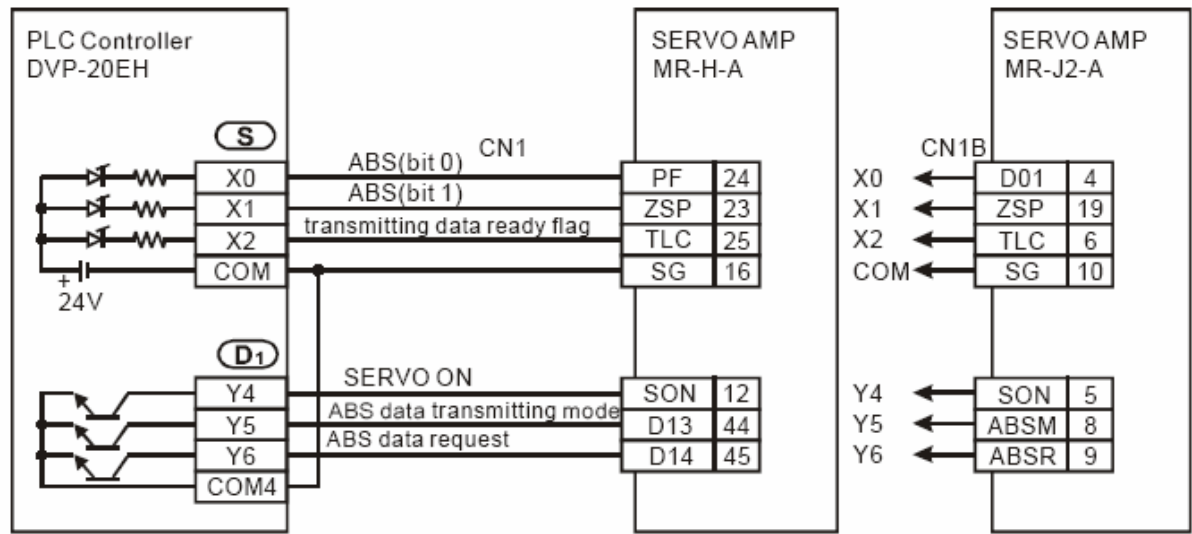 PLC Controller
DVP-20EH
SERVO AMP
MR-H-A
SERVO AMP
MR-J2-A
S
CN1
CN1B
ABS(bit 0)
X0
PF 24
X0
D01 4
ABS(bit 1)
X1
ZSP 23
X1
ZSP 19
transmitting data ready flag
X2
TLC 25
X2
TLC 6
COM
SG 16
COM
SG 10
+
24V
D1
SERVO ON
Y4
SON 12
Y4
SON 5
ABS data transmitting mode
Y5
D13 44
Y5
ABSM 8
ABS data request
Y6
D14 45
Y6
ABSR 9
COM4